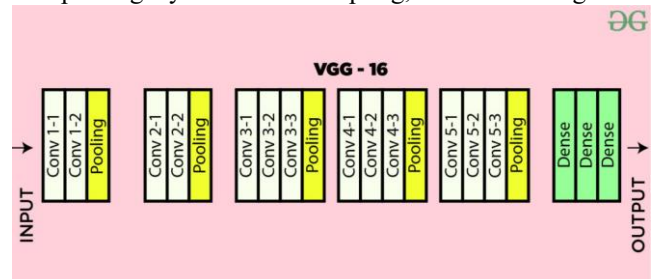 VGG - 16
INPUT
Conv 1-1
Conv 1-2
Pooling
Conv 2-1
Conv 2-2
Pooling
Conv 3-1
Conv 3-2
Conv 3-3
Pooling
Conv 4-1
Conv 4-2
Conv 4-3
Pooling
Conv 5-1
Conv 5-2
Conv 5-3
Pooling
Dense
Dense
Dense
OUTPUT